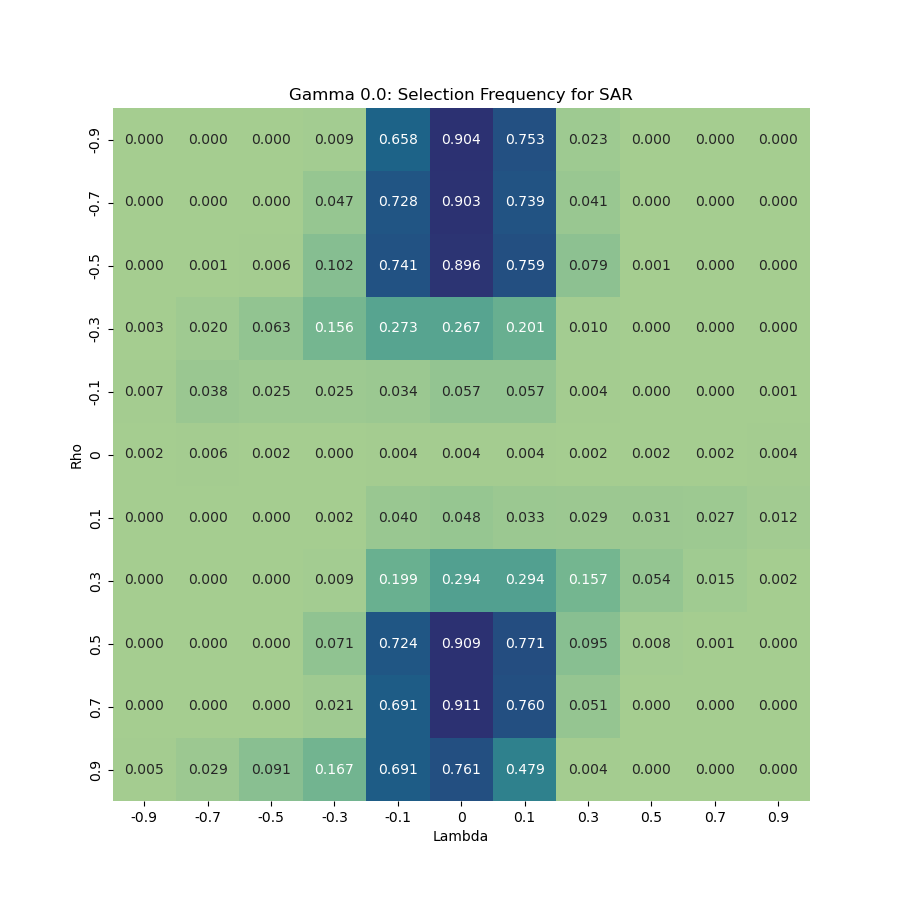 Gamma 0.0: Selection Frequency for SAR
-0.9 0.000 0.000 0.000 0.009 0.658 0.904 0.753 0.023 0.000 0.000 0.000
-0.7 0.000 0.000 0.000 0.047 0.728 0.903 0.739 0.041 0.000 0.000 0.000
-0.5 0.000 0.001 0.006 0.102 0.741 0.896 0.759 0.079 0.001 0.000 0.000
-0.3 0.003 0.020 0.063 0.156 0.273 0.267 0.201 0.010 0.000 0.000 0.000
-0.1 0.007 0.038 0.025 0.025 0.034 0.057 0.057 0.004 0.000 0.000 0.001
Rho
0 0.002 0.006 0.002 0.000 0.004 0.004 0.004 0.002 0.002 0.002 0.004
0.1 0.000 0.000 0.000 0.002 0.040 0.048 0.033 0.029 0.031 0.027 0.012
0.3 0.000 0.000 0.000 0.009 0.199 0.294 0.294 0.157 0.054 0.015 0.002
0.5 0.000 0.000 0.000 0.071 0.724 0.909 0.771 0.095 0.008 0.001 0.000
0.7 0.000 0.000 0.000 0.021 0.691 0.911 0.760 0.051 0.000 0.000 0.000
0.9 0.005 0.029 0.091 0.167 0.691 0.761 0.479 0.004 0.000 0.000 0.000
-0.9 -0.7 -0.5 -0.3 -0.1 0 0.1 0.3 0.5 0.7 0.9
Lambda